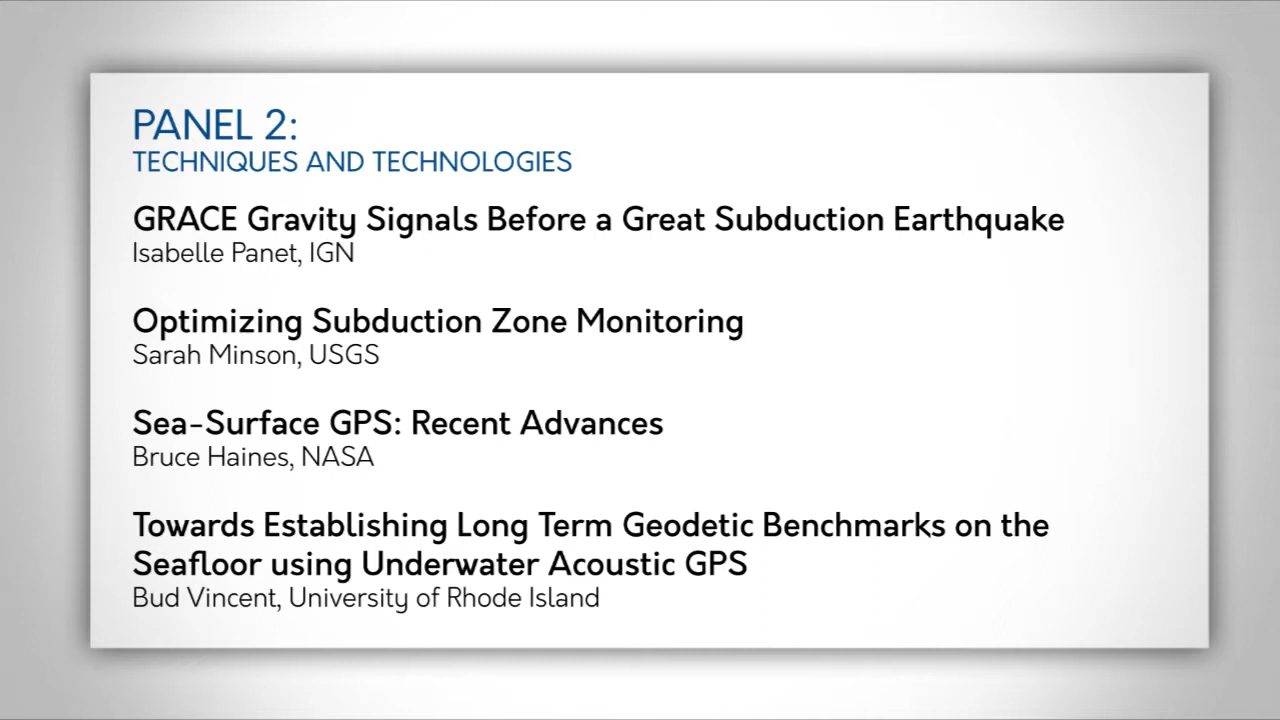 PANEL 2:
TECHNIQUES AND TECHNOLOGIES
GRACE Gravity Signals Before a Great Subduction Earthquake
Isabelle Panet, IGN
Optimizing Subduction Zone Monitoring
Sarah Minson, USGS
Sea-Surface GPS: Recent Advances
Bruce Haines, NASA
Towards Establishing Long Term Geodetic Benchmarks on the
Seafloor using Underwater Acoustic GPS
Bud Vincent, University of Rhode Island